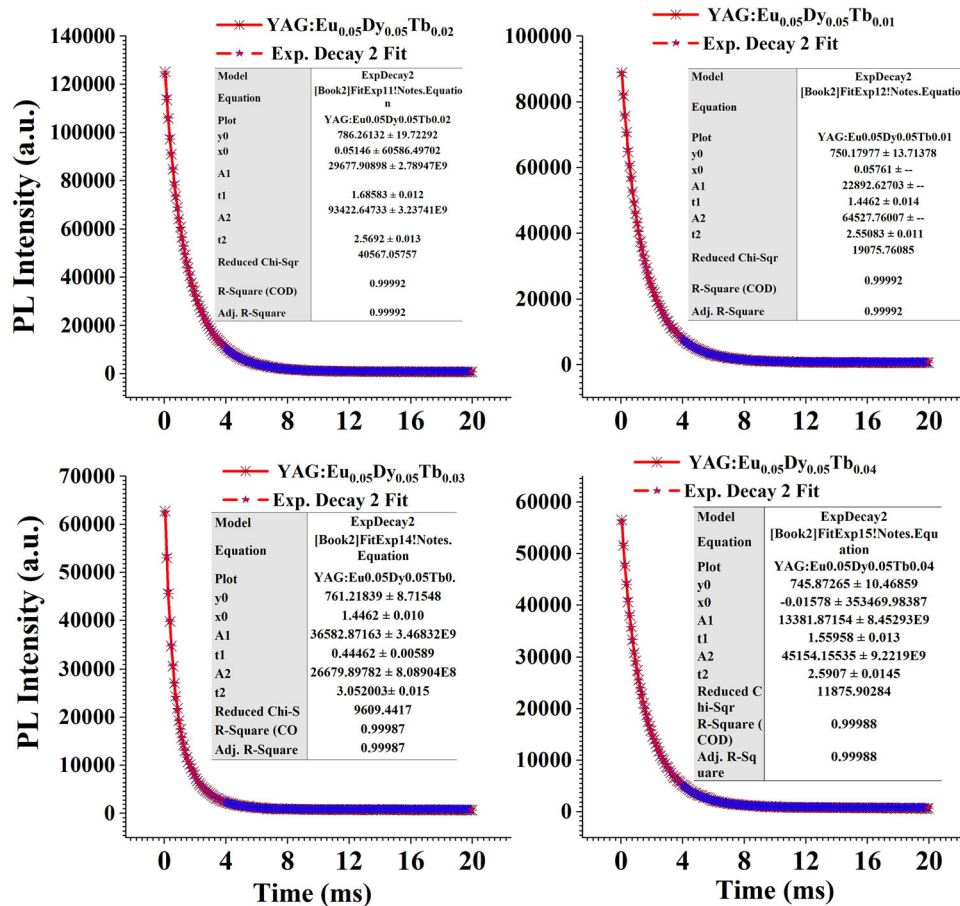 YAG:Eu0.05Dy0.05Tb0.02
Exp. Decay 2 Fit
PL Intensity (a.u.)
140000
120000
100000
80000
60000
40000
20000
0
Model ExpDecay2
Equation [Book2]FitExp11!Notes.Equatio
n
Plot YAG:Eu0.05Dy0.05Tb0.02
y0 786.26132 ± 19.72292
x0 0.05146 ± 60586.49702
A1 29677.90898 ± 2.78947E9
t1 1.68583 ± 0.012
A2 93422.64733 ± 3.23741E9
t2 2.5692 ± 0.013
Reduced Chi-Sqr 40567.05757
R-Square (COD) 0.99992
Adj. R-Square 0.99992
0 4 8 12 16 20
Time (ms)
YAG:Eu0.05Dy0.05Tb0.01
Exp. Decay 2 Fit
100000
80000
60000
40000
20000
0
Model ExpDecay2
Equation [Book2]FitExp12!Notes.Equatio
Plot YAG:Eu0.05Dy0.05Tb0.01
y0 750.17977 ± 13.71378
x0 0.05761 ± --
A1 22892.62703 ± --
t1 1.4462 ± 0.014
A2 64527.76007 ± --
t2 2.55083 ± 0.011
Reduced Chi-Sqr 19075.76085
R-Square (COD) 0.99992
Adj. R-Square 0.99992
0 4 8 12 16 20
Time (ms)
YAG:Eu0.05Dy0.05Tb0.03
Exp. Decay 2 Fit
PL Intensity (a.u.)
70000
60000
50000
40000
30000
20000
10000
0
Model ExpDecay2
Equation [Book2]FitExp14!Notes.
Equation
Plot YAG:Eu0.05Dy0.05Tb0.
y0 761.21839 ± 8.71548
x0 1.4462 ± 0.010
A1 36582.87163 ± 3.46832E9
t1 0.44462 ± 0.00589
A2 26679.89782 ± 8.08904E8
t2 3.052003 ± 0.015
Reduced Chi-S 9609.4417
R-Square (CO 0.99987
Adj. R-Square 0.99987
0 4 8 12 16 20
Time (ms)
YAG:Eu0.05Dy0.05Tb0.04
Exp. Decay 2 Fit
60000
50000
40000
30000
20000
10000
0
Model ExpDecay2
Equation [Book2]FitExp15!Notes.Equ
ation
Plot YAG:Eu0.05Dy0.05Tb0.04
y0 745.87265 ± 10.46859
x0 -0.01578 ± 353469.98387
A1 13381.87154 ± 8.45293E9
t1 1.55958 ± 0.013
A2 45154.15535 ± 9.2219E9
t2 2.5907 ± 0.0145
Reduced C 11875.90284
hi-Sqr
R-Square ( 0.99988
COD)
Adj. R-Sq 0.99988
uare
0 4 8 12 16 20
Time (ms)